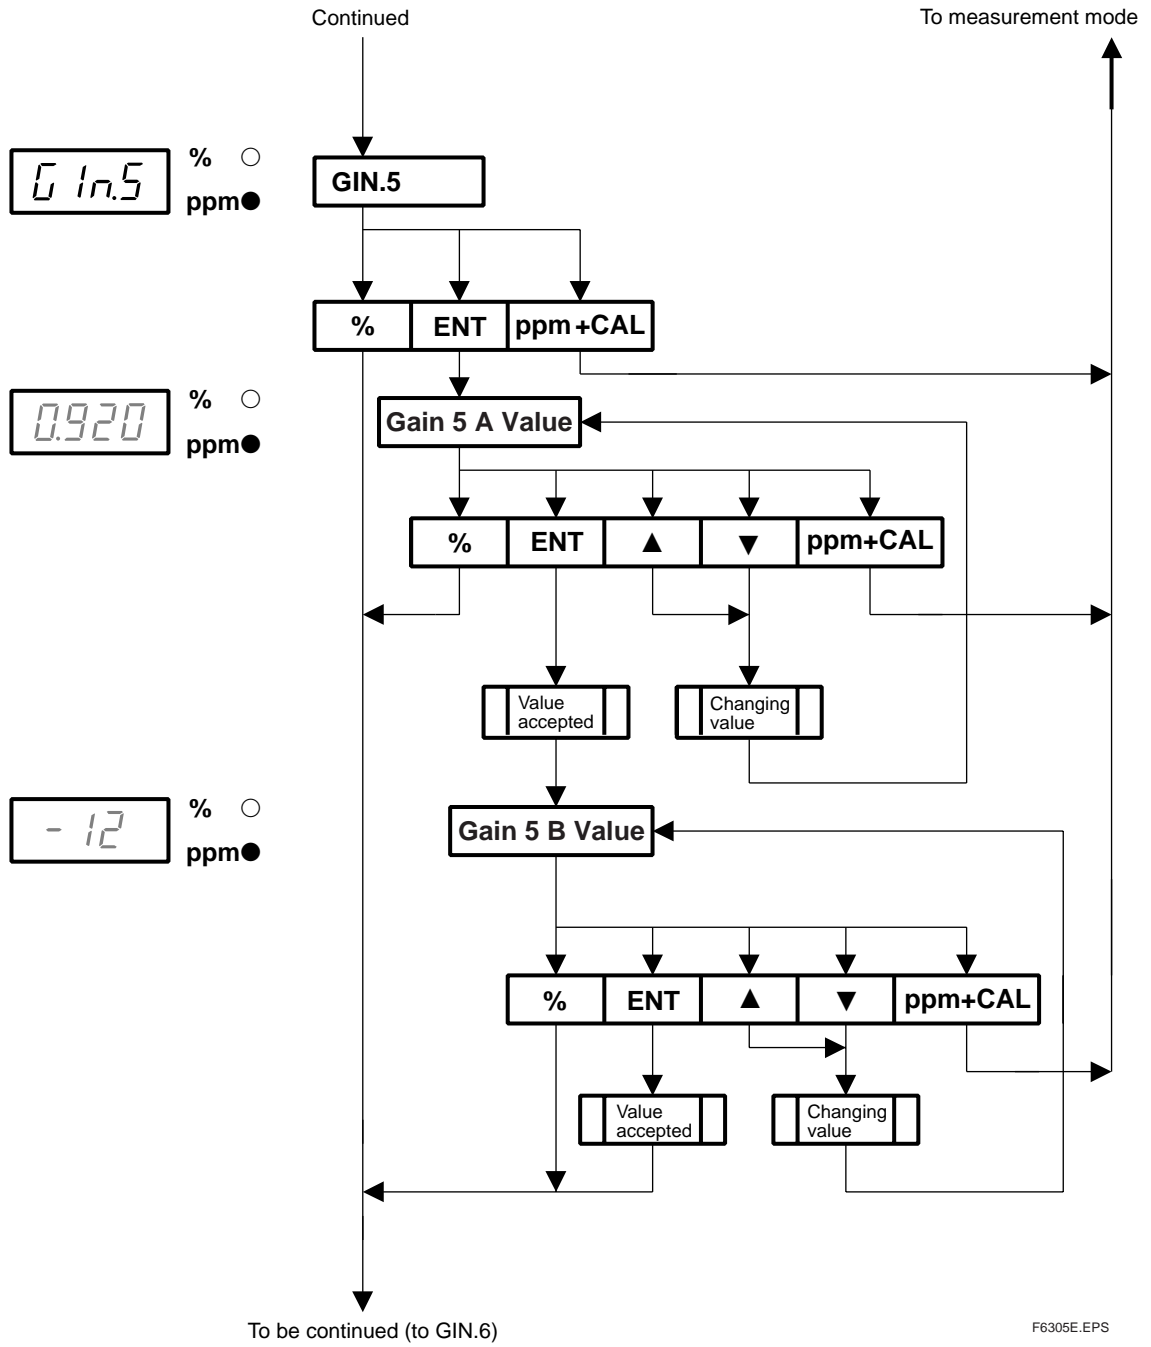 Continued
To measurement mode
GIn.5
%
ppm
GIN.5
% ENT ppm +CAL
0.920
%
ppm
Gain 5 A Value
% ENT ▲ ▼ ppm+CAL
Value
accepted
Changing
value
-12
%
ppm
Gain 5 B Value
% ENT ▲ ▼ ppm+CAL
Value
accepted
Changing
value
To be continued (to GIN.6)
F6305E.EPS